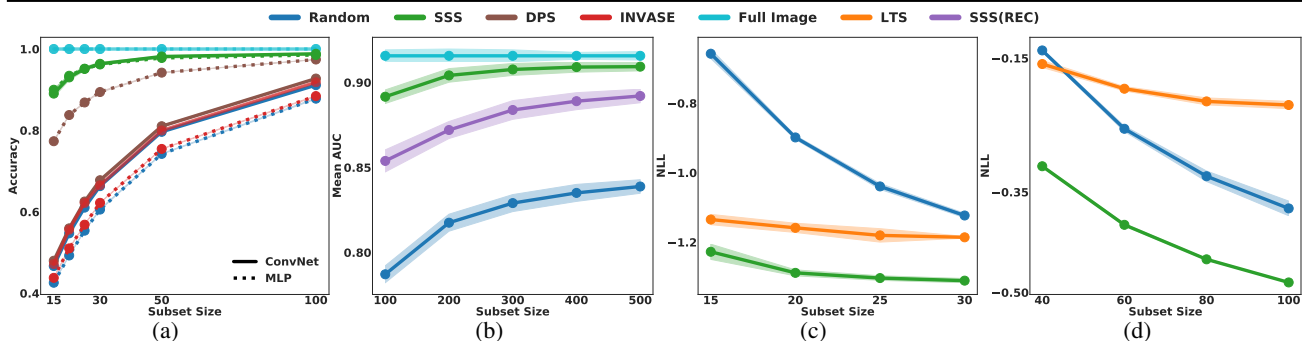 Random SSS DPS INVASE Full Image LTS SSS(REC)
Accuracy
1.0
0.8
0.6
0.4
15 30 50 100
Subset Size
ConvNet
MLP
(a)
Mean AUC
0.90
0.85
0.80
100 200 300 400 500
Subset Size
(b)
NLL
−0.8
−1.0
−1.2
15 20 25 30
Subset Size
(c)
NLL
−0.15
−0.35
−0.50
40 60 80 100
Subset Size
(d)